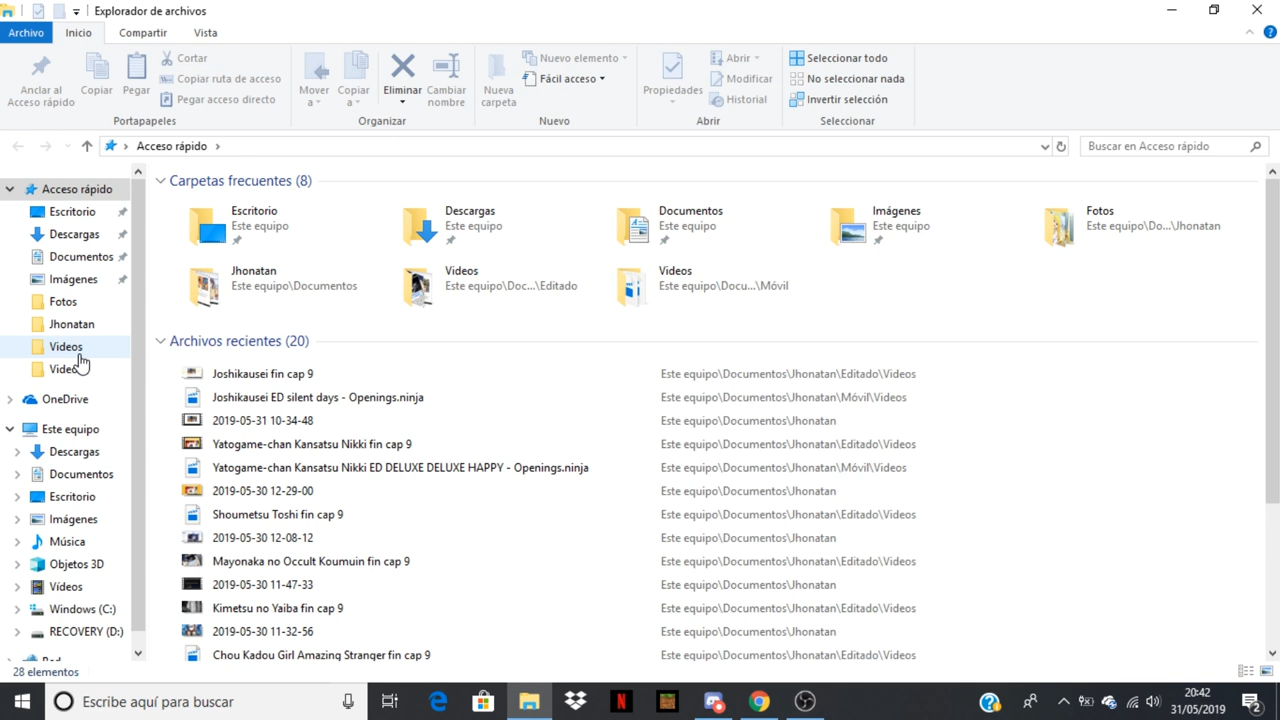 Explorador de archivos
Archivo Inicio Compartir Vista
Anclar al Acceso rápido
Copiar
Pegar
Cortar
Copiar ruta de acceso
Pegar acceso directo
Portapapeles
Mover a
Copiar a
Eliminar
Cambiar nombre
Organizar
Nueva carpeta
Nuevo elemento
Fácil acceso
Nuevo
Propiedades
Abrir
Modificar
Historial
Abrir
Seleccionar todo
No seleccionar nada
Invertir selección
Seleccionar
Acceso rápido
Buscar en Acceso rápido
Acceso rápido
Escritorio
Descargas
Documentos
Imágenes
Fotos
Jhonatan
Videos
OneDrive
Este equipo
Descargas
Documentos
Escritorio
Imágenes
Música
Objetos 3D
Vídeos
Windows (C:)
RECOVERY (D:)
Carpetas frecuentes (8)
Escritorio
Este equipo
Descargas
Este equipo
Documentos
Este equipo
Imágenes
Este equipo
Fotos
Este equipo\Do...\Jhonatan
Jhonatan
Este equipo\Documentos
Videos
Este equipo\Doc...\Editado
Videos
Este equipo\Docu...\Móvil
Archivos recientes (20)
Joshikausei fin cap 9 Este equipo\Documentos\Jhonatan\Editado\Videos
Joshikausei ED silent days - Openings.ninja Este equipo\Documentos\Jhonatan\Móvil\Videos
2019-05-31 10-34-48 Este equipo\Documentos\Jhonatan
Yatogame-chan Kansatsu Nikki fin cap 9 Este equipo\Documentos\Jhonatan\Editado\Videos
Yatogame-chan Kansatsu Nikki ED DELUXE DELUXE HAPPY - Openings.ninja Este equipo\Documentos\Jhonatan\Móvil\Videos
2019-05-30 12-29-00 Este equipo\Documentos\Jhonatan
Shoumetsu Toshi fin cap 9 Este equipo\Documentos\Jhonatan\Editado\Videos
2019-05-30 12-08-12 Este equipo\Documentos\Jhonatan
Mayonaka no Occult Koumuin fin cap 9 Este equipo\Documentos\Jhonatan\Editado\Videos
2019-05-30 11-47-33 Este equipo\Documentos\Jhonatan
Kimetsu no Yaiba fin cap 9 Este equipo\Documentos\Jhonatan\Editado\Videos
2019-05-30 11-32-56 Este equipo\Documentos\Jhonatan
Chou Kadou Girl Amazing Stranger fin cap 9 Este equipo\Documentos\Jhonatan\Editado\Videos
28 elementos
Escribe aquí para buscar
20:42
31/05/2019
2